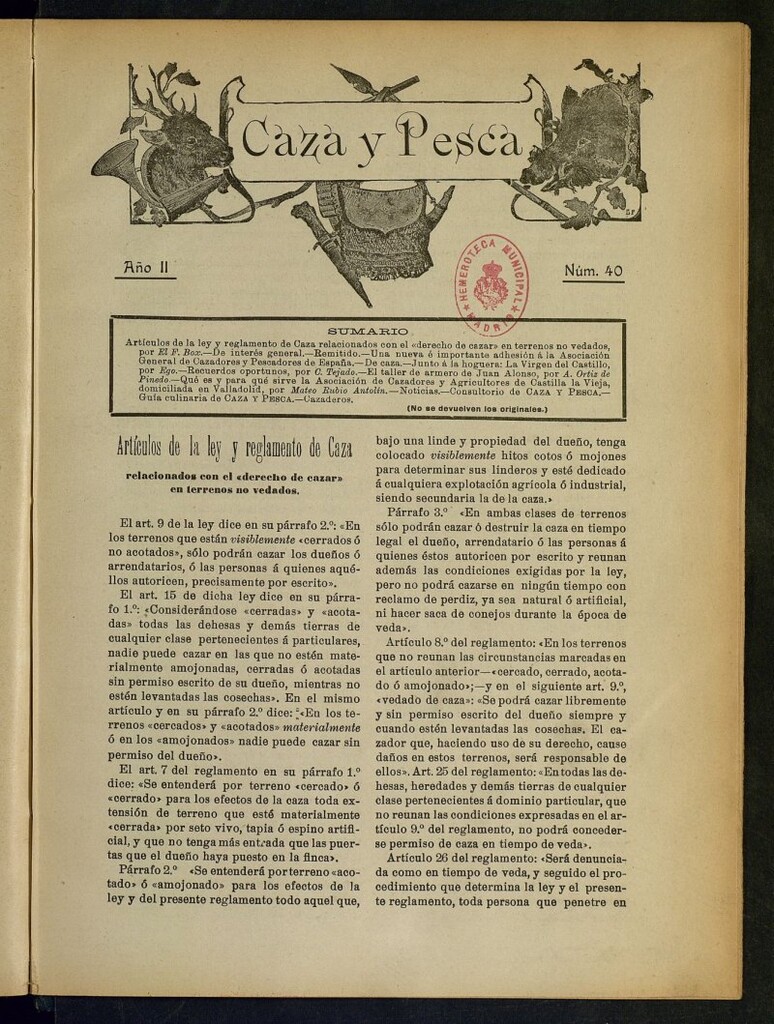 Caza y Pesca
Año II
Núm. 40
HEMEROTECA MUNICIPAL
MADRID
SUMARIO
Artículos de la ley y reglamento de Caza relacionados con el «derecho de cazar» en terrenos no vedados,
por El F. Box.—De interés general.—Remitido.—Una nueva é importante adhesión á la Asociación
General de Cazadores y Pescadores de España.—De caza.—Junto á la hoguera: La Virgen del Castillo,
por Ego.—Recuerdos oportunos, por C. Tejado.—El taller de armero de Juan Alonso, por A. Ortiz de
Pinedo.—Qué es y para qué sirve la Asociación de Cazadores y Agricultores de Castilla la Vieja,
domiciliada en Valladolid, por Mateo Rubio Antolín.—Noticias.—Consultorio de CAZA Y PESCA.—
Guía culinaria de CAZA Y PESCA.—Cazaderos.
(No se devuelven los originales.)
Artículos de la ley y reglamento de Caza
relacionados con el «derecho de cazar»
en terrenos no vedados.
El art. 9 de la ley dice en su párrafo 2.º: «En
los terrenos que están visiblemente «cerrados ó
no acotados», sólo podrán cazar los dueños ó
arrendatarios, ó las personas á quienes aqué-
llos autoricen, precisamente por escrito».
El art. 15 de dicha ley dice en su párra-
fo 1.º: «Considerándose «cerradas» y «acota-
das» todas las dehesas y demás tierras de
cualquier clase pertenecientes á particulares,
nadie puede cazar en las que no estén mate-
rialmente amojonadas, cerradas ó acotadas
sin permiso escrito de su dueño, mientras no
estén levantadas las cosechas». En el mismo
artículo y en su párrafo 2.º dice: «En los te-
rrenos «cercados» y «acotados» materialmente
ó en los «amojonados» nadie puede cazar sin
permiso del dueño».
El art. 7 del reglamento en su párrafo 1.º
dice: «Se entenderá por terreno «cercado» ó
«cerrado» para los efectos de la caza toda ex-
tensión de terreno que esté materialmente
«cerrada» por seto vivo, tapia ó espino artifi-
cial, y que no tenga más entrada que las puer-
tas que el dueño haya puesto en la finca».
Párrafo 2.º «Se entenderá por terreno «aco-
tado» ó «amojonado» para los efectos de la
ley y del presente reglamento todo aquel que,
bajo una linde y propiedad del dueño, tenga
colocado visiblemente hitos cotos ó mojones
para determinar sus linderos y esté dedicado
á cualquiera explotación agrícola ó industrial,
siendo secundaria la de la caza.»
Párrafo 3.º «En ambas clases de terrenos
sólo podrán cazar ó destruir la caza en tiempo
legal el dueño, arrendatario ó las personas á
quienes éstos autoricen por escrito y reunan
además las condiciones exigidas por la ley,
pero no podrá cazarse en ningún tiempo con
reclamo de perdiz, ya sea natural ó artificial,
ni hacer saca de conejos durante la época de
veda».
Artículo 8.º del reglamento: «En los terrenos
que no reunan las circunstancias marcadas en
el artículo anterior—«cercado, cerrado, acota-
do ó amojonado»;—y en el siguiente art. 9.º,
«vedado de caza»: «Se podrá cazar libremente
y sin permiso escrito del dueño siempre y
cuando estén levantadas las cosechas. El ca-
zador que, haciendo uso de su derecho, cause
daños en estos terrenos, será responsable de
ellos». Art. 25 del reglamento: «En todas las de-
hesas, heredades y demás tierras de cualquier
clase pertenecientes á dominio particular, que
no reunan las condiciones expresadas en el ar-
tículo 9.º del reglamento, no podrá conceder-
se permiso de caza en tiempo de veda».
Artículo 26 del reglamento: «Será denuncia-
da como en tiempo de veda, y seguido el pro-
cedimiento que determina la ley y el presen-
te reglamento, toda persona que penetre en